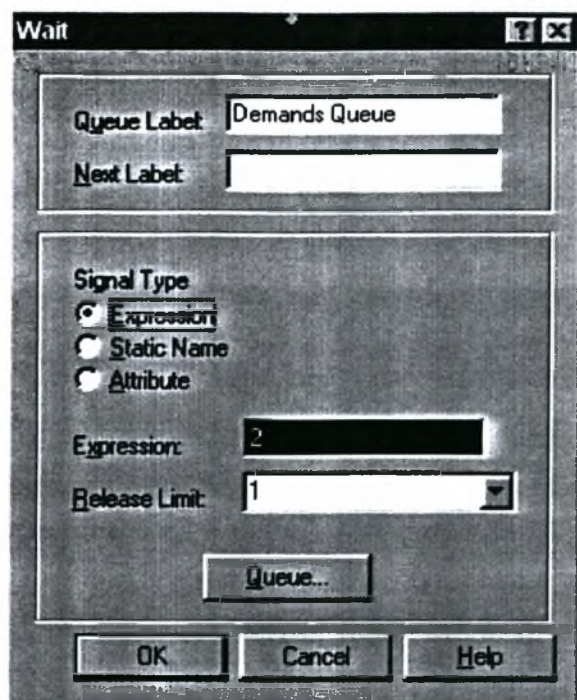 Wait
Queue Label: Demands Queue
Next Label:
Signal Type
Expression
Static Name
Attribute
Expression: 2
Release Limit: 1
Queue...
OK Cancel Help